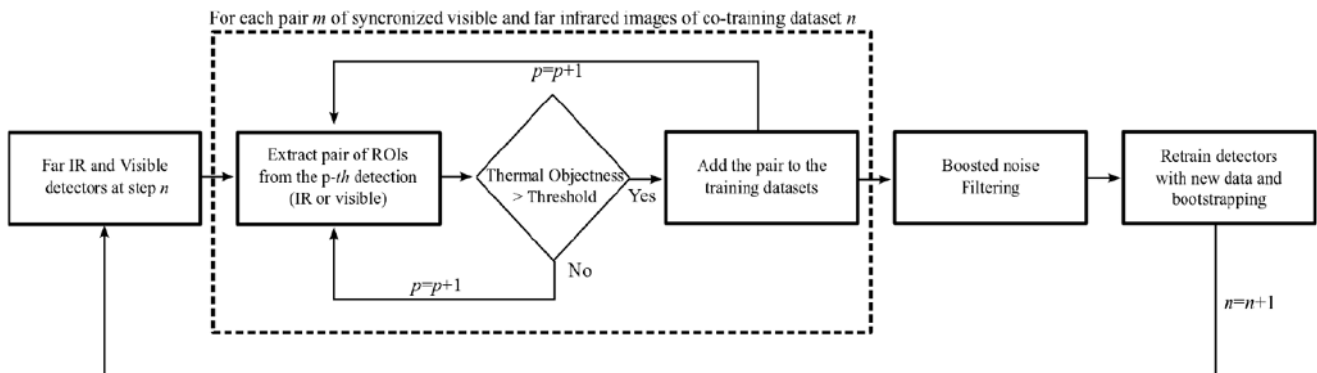 For each pair m of syncronized visible and far infrared images of co-training dataset n
p=p+1
Far IR and Visible
detectors at step n
Extract pair of ROIs
from the p-th detection
(IR or visible)
Thermal Objectness
> Threshold
Yes
No
p=p+1
Add the pair to the
training datasets
Boosted noise
Filtering
Retrain detectors
with new data and
bootstrapping
n=n+1